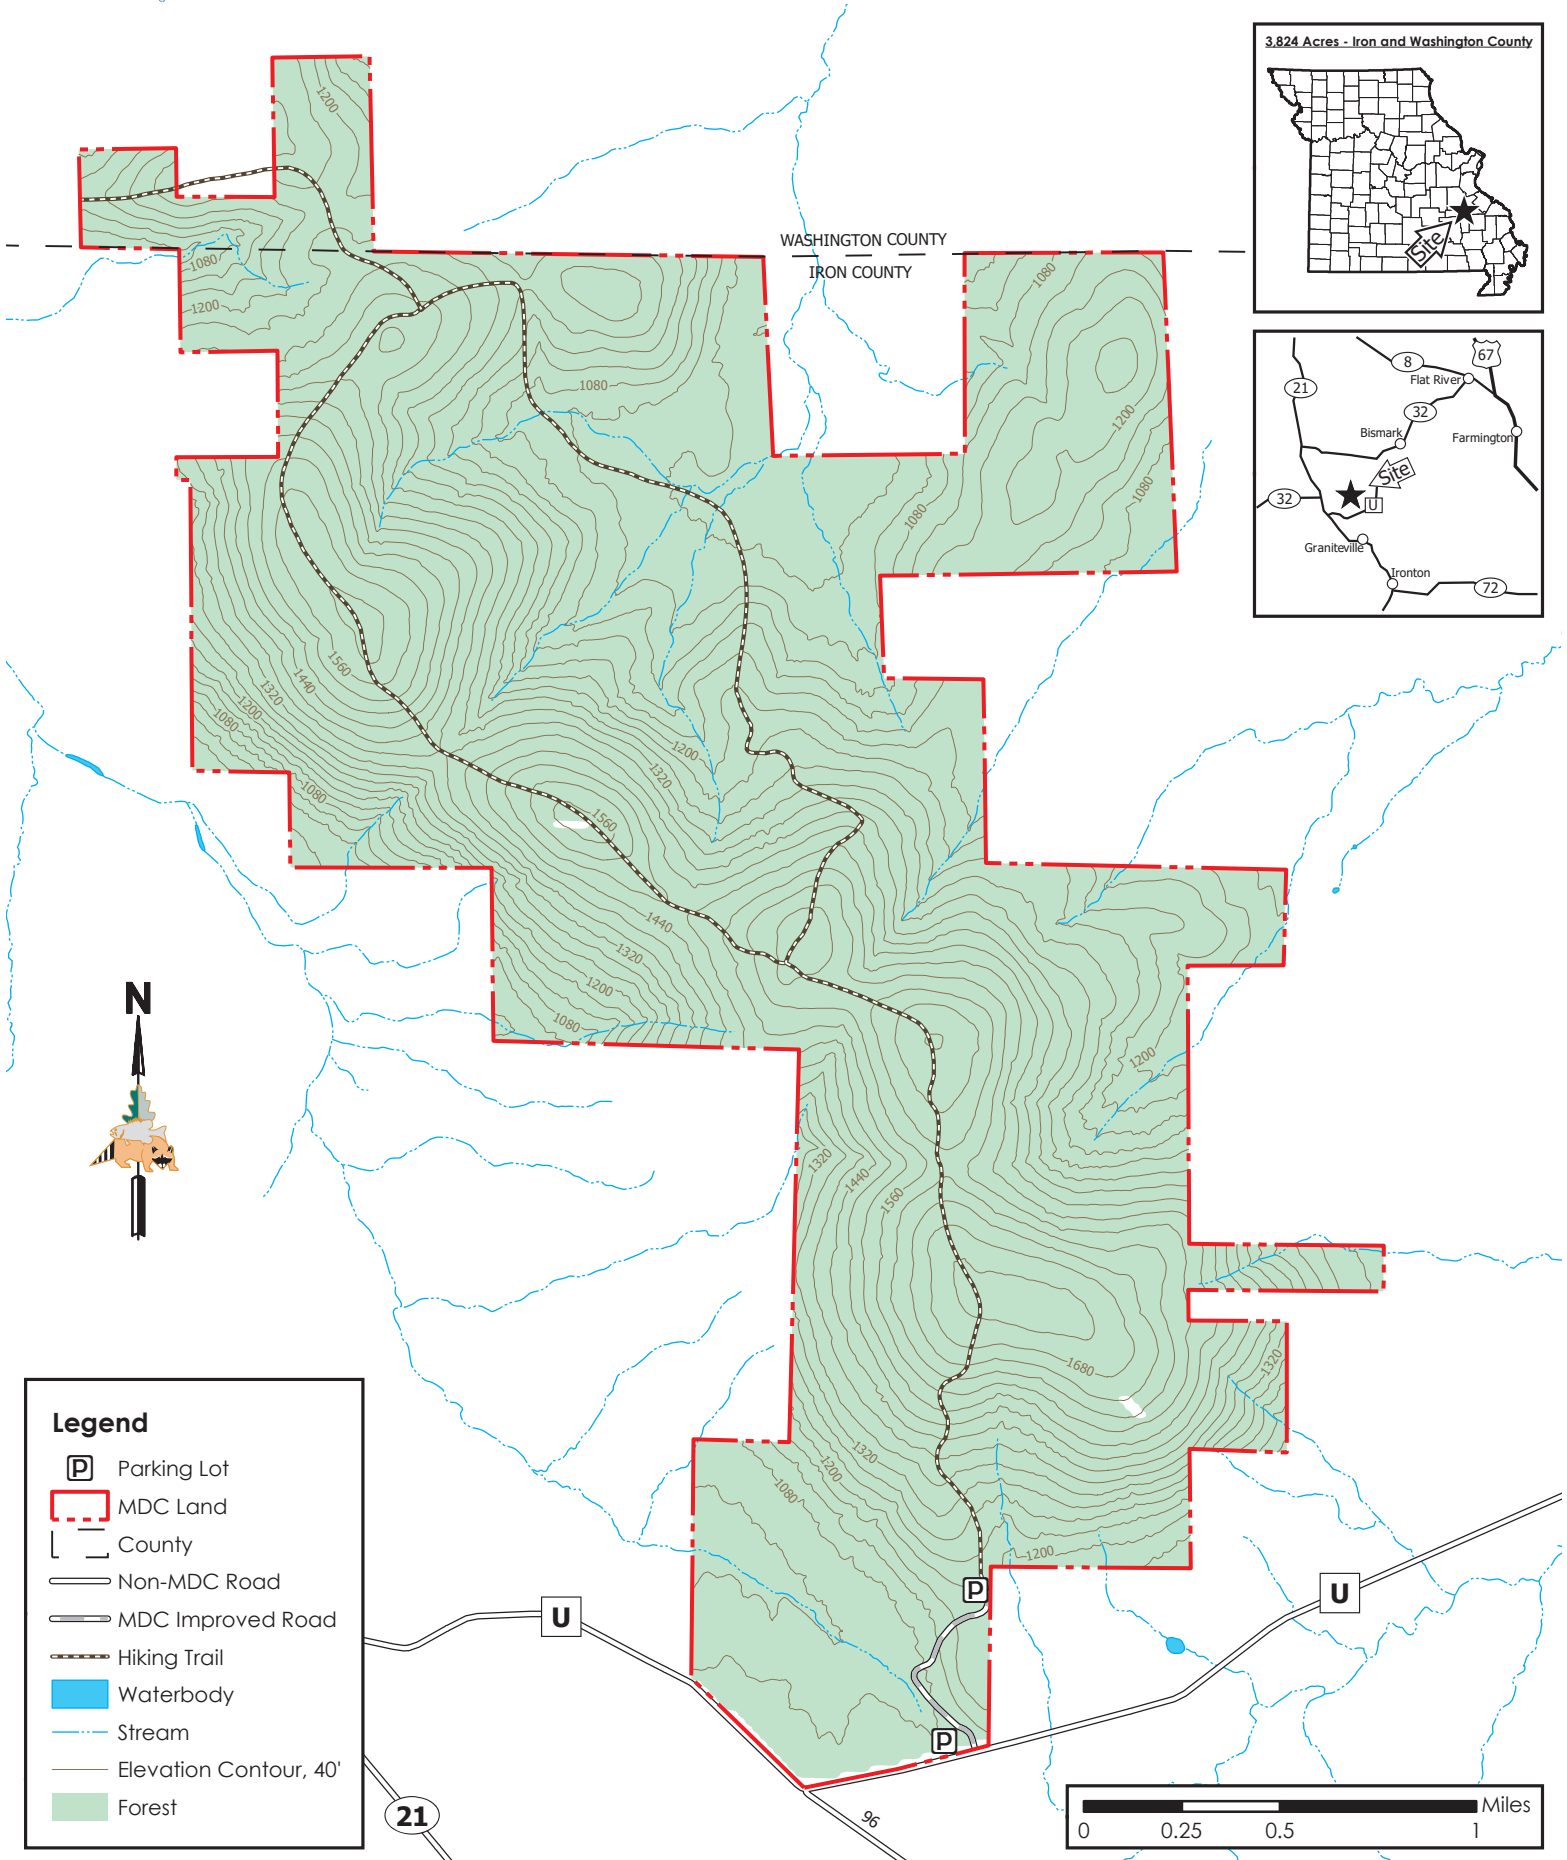 3,824 Acres - Iron and Washington County
Site
WASHINGTON COUNTY
IRON COUNTY
8
67
21
Flat River
32
Bismark
Farmington
Site
32
U
Graniteville
Ironton
72
1200
1080
1200
1080
1080
1200
1080
1080
1560
1440
1320
1200
1080
1200
1320
1080
1560
1440
1320
1200
1080
1200
1320
1440
1560
1680
1320
1320
1200
1080
1200
N
P
P
U
U
21
96
Legend
P Parking Lot
MDC Land
County
Non-MDC Road
MDC Improved Road
Hiking Trail
Waterbody
Stream
Elevation Contour, 40'
Forest
Miles
0 0.25 0.5 1